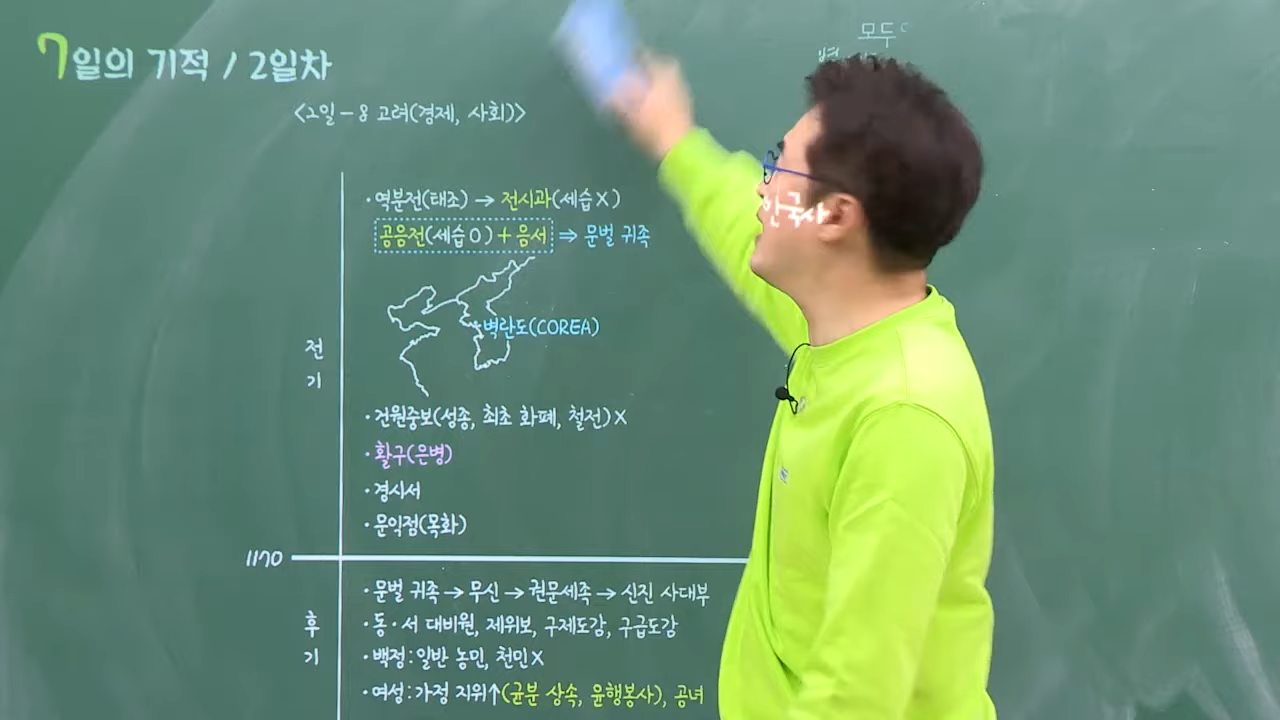 7일의 기적 / 2일차
모두
<2일-8 고려(경제, 사회)>
·역분전(태조) → 전시과(세습X)
공음전(세습O) + 음서 ⇒ 문벌 귀족
벽란도(COREA)
전기
·건원중보(성종, 최초 화폐, 철전)X
·활구(은병)
·경시서
·문익점(목화)
1170
후기
·문벌 귀족 → 무신 → 권문세족 → 신진 사대부
·동·서 대비원, 제위보, 구제도감, 구급도감
·백정:일반 농민, 천민X
·여성:가정 지위↑(균분 상속, 윤행봉사), 공녀